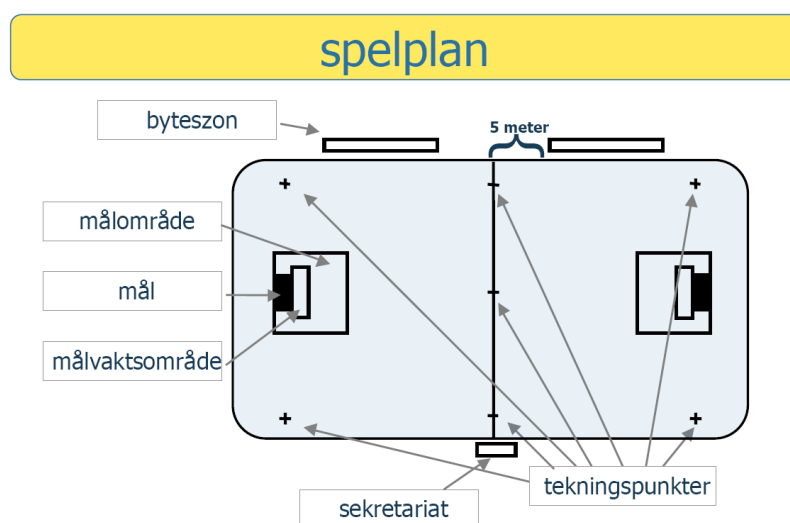 spelplan
byteszon
5 meter
målområde
mål
målvaktsområde
tekningspunkter
sekretariat